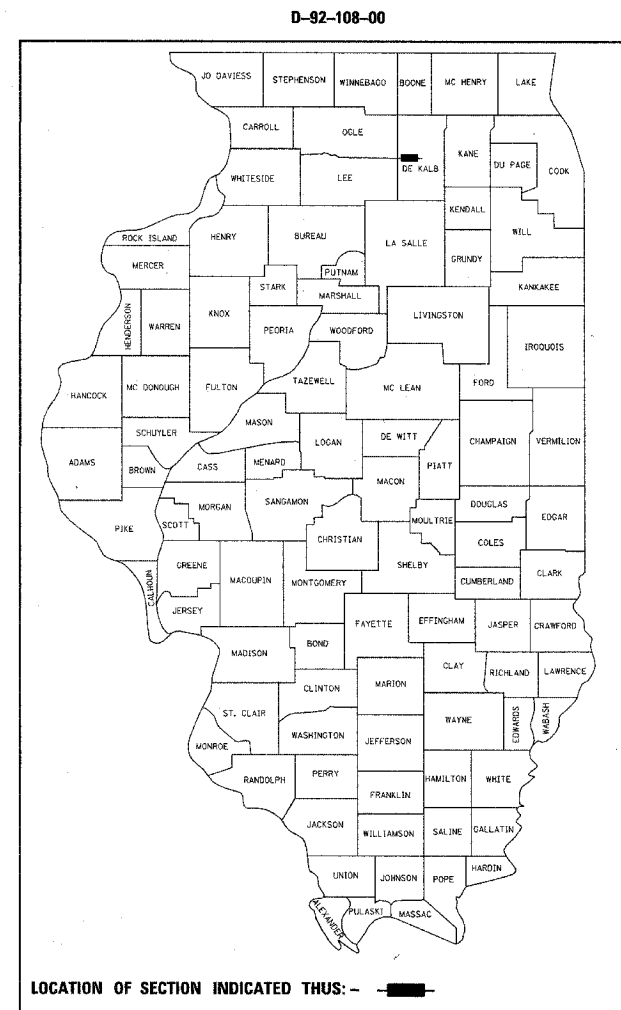 D-92-108-00
JO DAVIESS STEPHENSON WINNEBAGO BOONE MC HENRY LAKE
CARROLL OGLE KANE DU PAGE COOK
WHITESIDE LEE DE KALB
KENDALL
ROCK ISLAND HENRY BUREAU LA SALLE WILL
MERCER PUTNAM GRUNDY
STARK MARSHALL KANKAKEE
HENDERSON WARREN KNOX PEORIA WOODFORD LIVINGSTON IROQUOIS
HANCOCK MC DONOUGH FULTON TAZEWELL MC LEAN FORD
MASON
SCHUYLER LOGAN DE WITT CHAMPAIGN VERMILION
ADAMS BROWN CASS MENARD MACON PIATT
PIKE SCOTT MORGAN SANGAMON MOULTRIE DOUGLAS EDGAR
CHRISTIAN COLES
CALHOUN GREENE MACOUPIN MONTGOMERY SHELBY CUMBERLAND CLARK
JERSEY
FAYETTE EFFINGHAM JASPER CRAWFORD
MADISON BOND
CLAY RICHLAND LAWRENCE
CLINTON MARION
ST. CLAIR WAYNE EDWARDS WABASH
MONROE WASHINGTON JEFFERSON
RANDOLPH PERRY HAMILTON WHITE
FRANKLIN
JACKSON WILLIAMSON SALINE GALLATIN
UNION JOHNSON POPE HARDIN
ALEXANDER PULASKI MASSAC
LOCATION OF SECTION INDICATED THUS: -